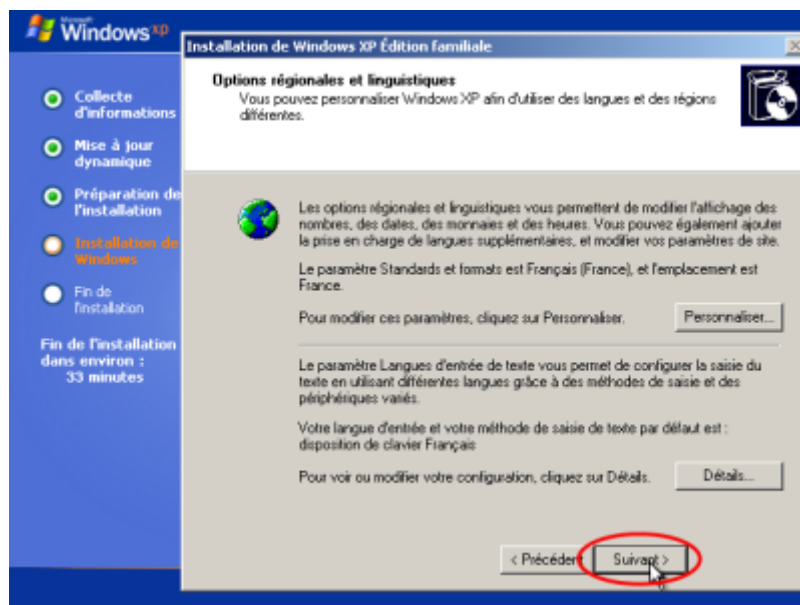 Microsoft
Windows xp
Installation de Windows XP Édition familiale
Options régionales et linguistiques
Vous pouvez personnaliser Windows XP afin d'utiliser des langues et des régions
différentes.
Collecte
d'informations
Mise à jour
dynamique
Préparation de
l'installation
Installation de
Windows
Fin de
l'installation
Fin de l'installation
dans environ :
33 minutes
Les options régionales et linguistiques vous permettent de modifier l'affichage des
nombres, des dates, des monnaies et des heures. Vous pouvez également ajouter
la prise en charge de langues supplémentaires, et modifier vos paramètres de site.
Le paramètre Standards et formats est Français (France), et l'emplacement est
France.
Pour modifier ces paramètres, cliquez sur Personnaliser.
Personnaliser...
Le paramètre Langues d'entrée de texte vous permet de configurer la saisie du
texte en utilisant différentes langues grâce à des méthodes de saisie et des
périphériques variés.
Votre langue d'entrée et votre méthode de saisie de texte par défaut est :
disposition de clavier Français
Pour voir ou modifier votre configuration, cliquez sur Détails.
Détails...
< Précédent
Suivant >